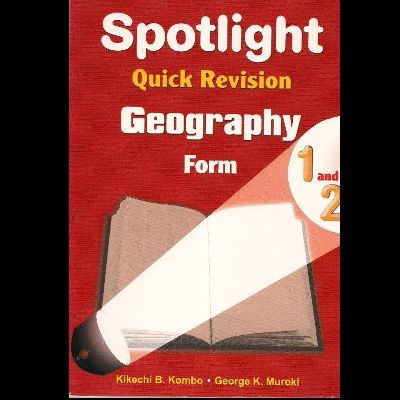 Spotlight
Quick Revision
Geography
Form
1 and
2
Kikechi B. Kombo • George K. Muroki